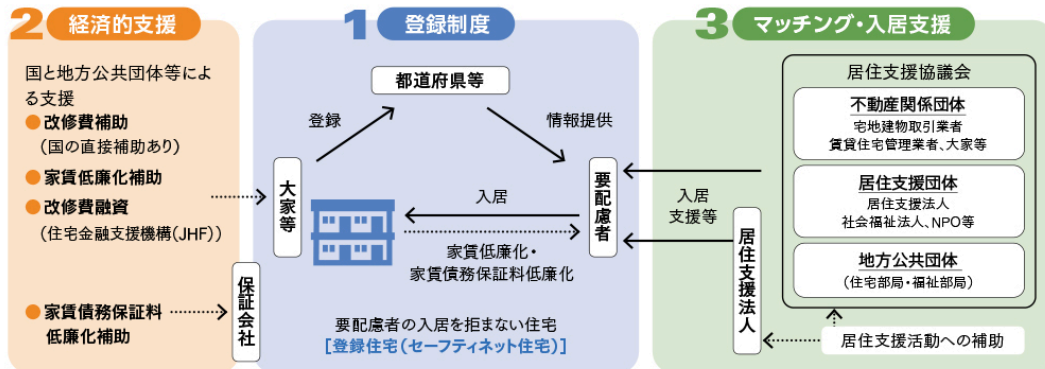 2 経済的支援
国と地方公共団体等によ
る支援
●改修費補助
(国の直接補助あり)
●家賃低廉化補助
●改修費融資
(住宅金融支援機構(JHF))
●家賃債務保証料
低廉化補助
1 登録制度
都道府県等
登録
情報提供
大家等
要配慮者
入居
家賃低廉化・
家賃債務保証料低廉化
保証会社
要配慮者の入居を拒まない住宅
[登録住宅(セーフティネット住宅)]
3 マッチング・入居支援
居住支援協議会
不動産関係団体
宅地建物取引業者
賃貸住宅管理業者、大家等
居住支援団体
居住支援法人
社会福祉法人、NPO等
地方公共団体
(住宅部局・福祉部局)
入居
支援等
居住支援法人
居住支援活動への補助